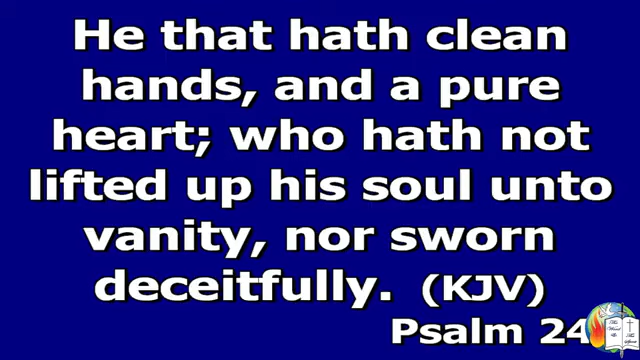 He that hath clean
hands, and a pure
heart; who hath not
lifted up his soul unto
vanity, nor sworn
deceitfully. (KJV)
Psalm 24